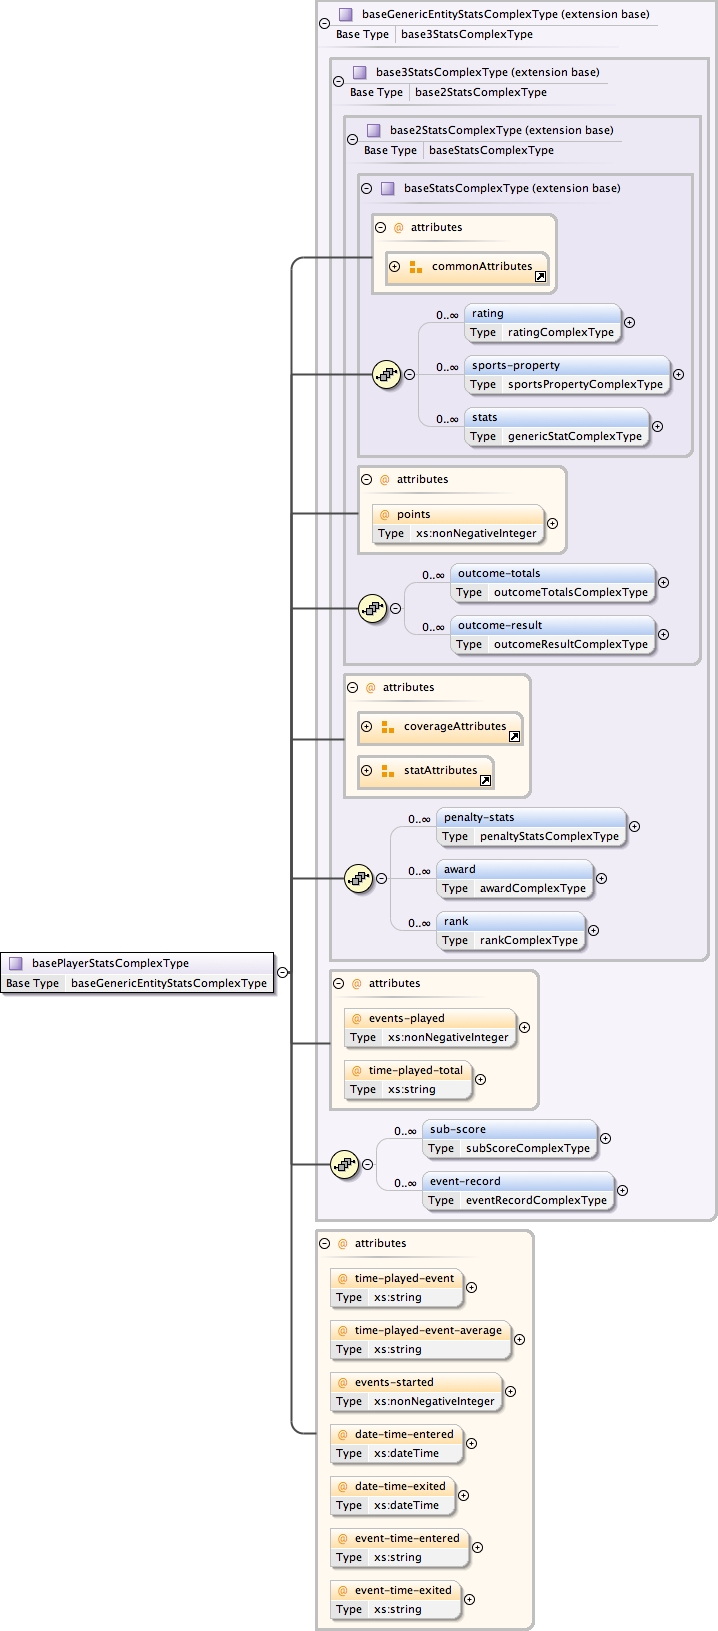 baseGenericEntityStatsComplexType (extension base)
Base Type base3StatsComplexType
base3StatsComplexType (extension base)
Base Type base2StatsComplexType
base2StatsComplexType (extension base)
Base Type baseStatsComplexType
baseStatsComplexType (extension base)
@ attributes
commonAttributes
0..∞ rating
Type ratingComplexType
0..∞ sports-property
Type sportsPropertyComplexType
0..∞ stats
Type genericStatComplexType
@ attributes
@ points
Type xs:nonNegativeInteger
0..∞ outcome-totals
Type outcomeTotalsComplexType
0..∞ outcome-result
Type outcomeResultComplexType
@ attributes
coverageAttributes
statAttributes
0..∞ penalty-stats
Type penaltyStatsComplexType
0..∞ award
Type awardComplexType
0..∞ rank
Type rankComplexType
basePlayerStatsComplexType
Base Type baseGenericEntityStatsComplexType
@ attributes
@ events-played
Type xs:nonNegativeInteger
@ time-played-total
Type xs:string
0..∞ sub-score
Type subScoreComplexType
0..∞ event-record
Type eventRecordComplexType
@ attributes
@ time-played-event
Type xs:string
@ time-played-event-average
Type xs:string
@ events-started
Type xs:nonNegativeInteger
@ date-time-entered
Type xs:dateTime
@ date-time-exited
Type xs:dateTime
@ event-time-entered
Type xs:string
@ event-time-exited
Type xs:string